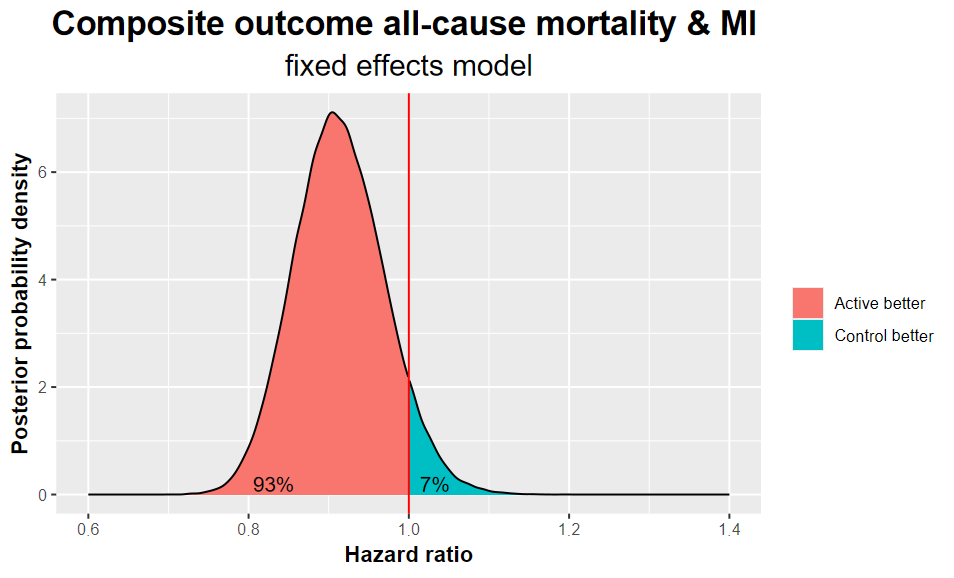 Composite outcome all-cause mortality & MI
fixed effects model
Posterior probability density
6
4
2
0
93%
7%
0.6
0.8
1.0
1.2
1.4
Hazard ratio
Active better
Control better